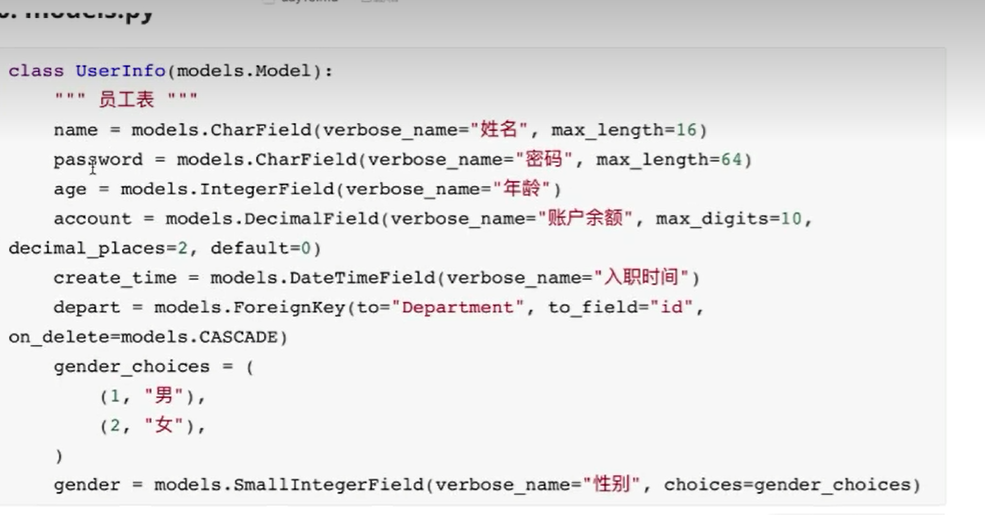 models.py
class UserInfo(models.Model):
    """ 员工表 """
    name = models.CharField(verbose_name="姓名", max_length=16)
    password = models.CharField(verbose_name="密码", max_length=64)
    age = models.IntegerField(verbose_name="年龄")
    account = models.DecimalField(verbose_name="账户余额", max_digits=10,
decimal_places=2, default=0)
    create_time = models.DateTimeField(verbose_name="入职时间")
    depart = models.ForeignKey(to="Department", to_field="id",
on_delete=models.CASCADE)
    gender_choices = (
        (1, "男"),
        (2, "女"),
    )
    gender = models.SmallIntegerField(verbose_name="性别", choices=gender_choices)